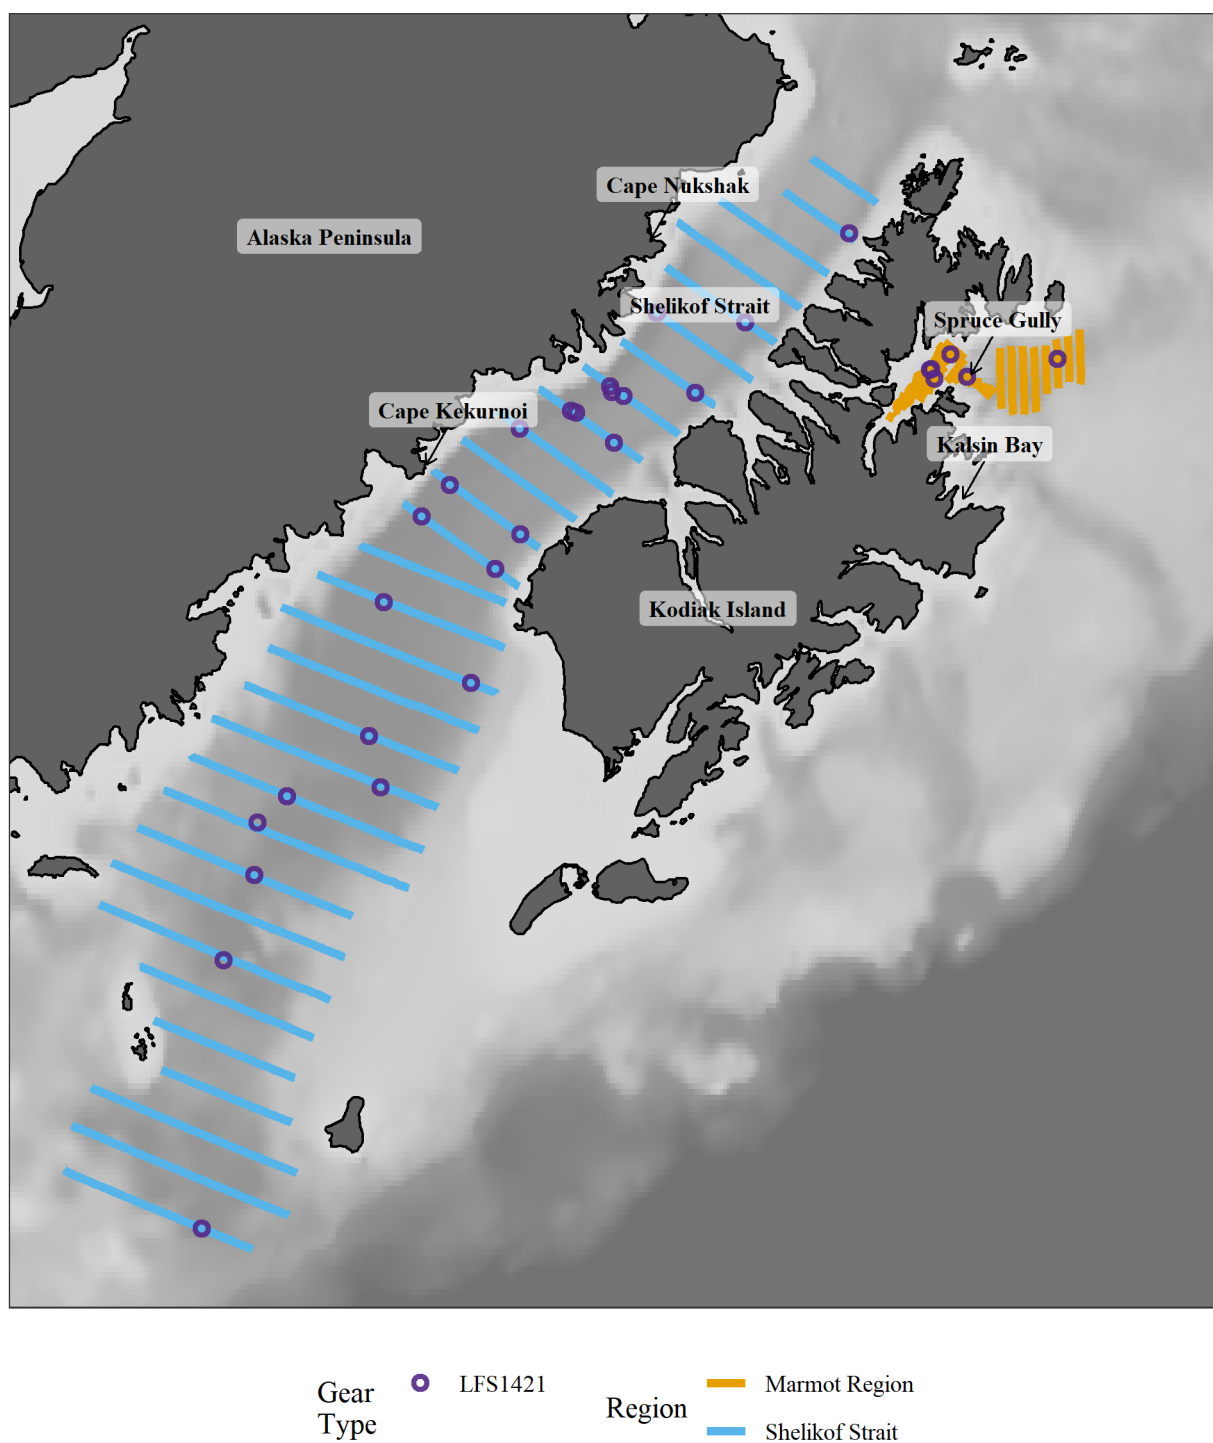 Cape Nukshak
Alaska Peninsula
Shelikof Strait
Spruce Gully
Cape Kekurnoi
Kalsin Bay
Kodiak Island
Gear
Type
LFS1421
Region
Marmot Region
Shelikof Strait